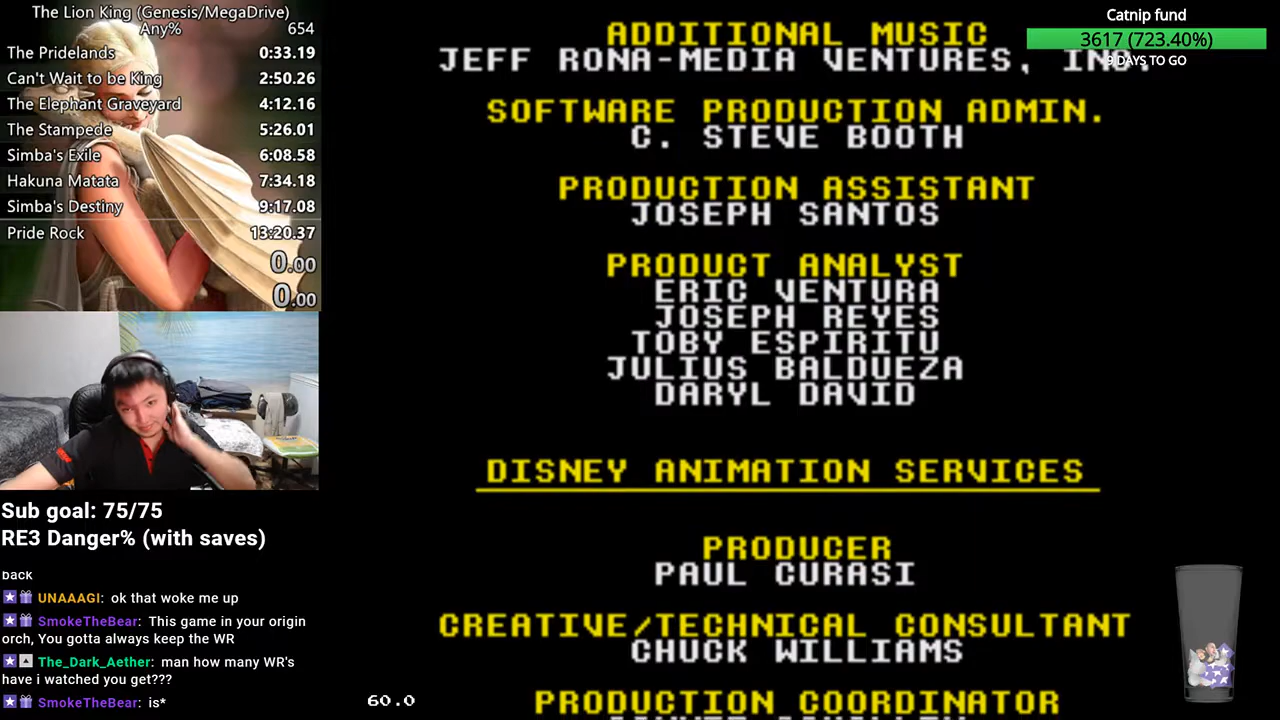 The Lion King (Genesis/MegaDrive)
Any% 654
The Pridelands 0:33.19
Can't Wait to be King 2:50.26
The Elephant Graveyard 4:12.16
The Stampede 5:26.01
Simba's Exile 6:08.58
Hakuna Matata 7:34.18
Simba's Destiny 9:17.08
Pride Rock 13:20.37
0.00
0.00
Sub goal: 75/75
RE3 Danger% (with saves)
back
UNAAAGI: ok that woke me up
SmokeTheBear: This game in your origin
orch, You gotta always keep the WR
The_Dark_Aether: man how many WR's
have i watched you get???
SmokeTheBear: is*
60.0
ADDITIONAL MUSIC
JEFF RONA-MEDIA VENTURES, INC.
SOFTWARE PRODUCTION ADMIN.
C. STEVE BOOTH
PRODUCTION ASSISTANT
JOSEPH SANTOS
PRODUCT ANALYST
ERIC VENTURA
JOSEPH REYES
TOBY ESPIRITU
JULIUS BALDUEZA
DARYL DAVID
DISNEY ANIMATION SERVICES
PRODUCER
PAUL CURASI
CREATIVE/TECHNICAL CONSULTANT
CHUCK WILLIAMS
PRODUCTION COORDINATOR
Catnip fund
3617 (723.40%)
9 DAYS TO GO